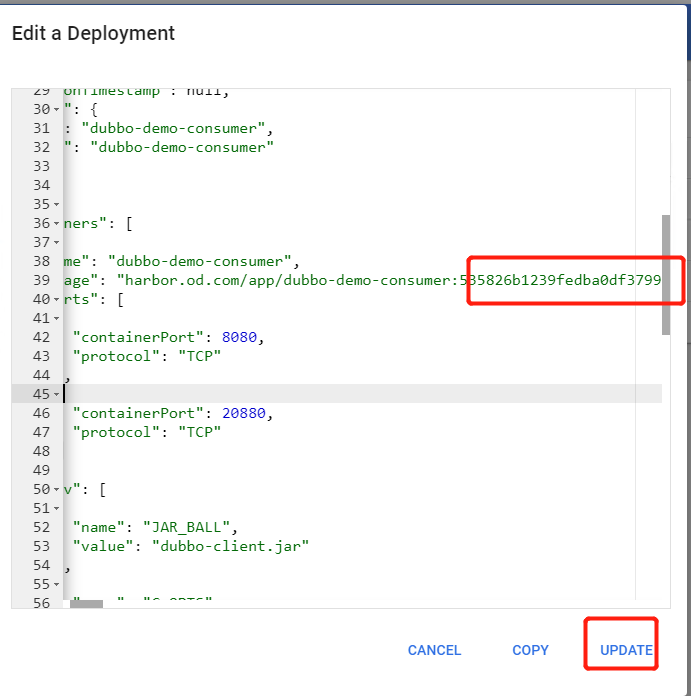 Edit a Deployment
29 onTimestamp": null,
30 ": {
31 : "dubbo-demo-consumer",
32 ": "dubbo-demo-consumer"
33
34
35
36 ners": [
37
38 me": "dubbo-demo-consumer",
39 age": "harbor.od.com/app/dubbo-demo-consumer:535826b1239fedba0df3799
40 rts": [
41
42 "containerPort": 8080,
43 "protocol": "TCP"
44 ,
45
46 "containerPort": 20880,
47 "protocol": "TCP"
48
49
50 v": [
51
52 "name": "JAR_BALL",
53 "value": "dubbo-client.jar"
54 ,
55
56
CANCEL COPY UPDATE